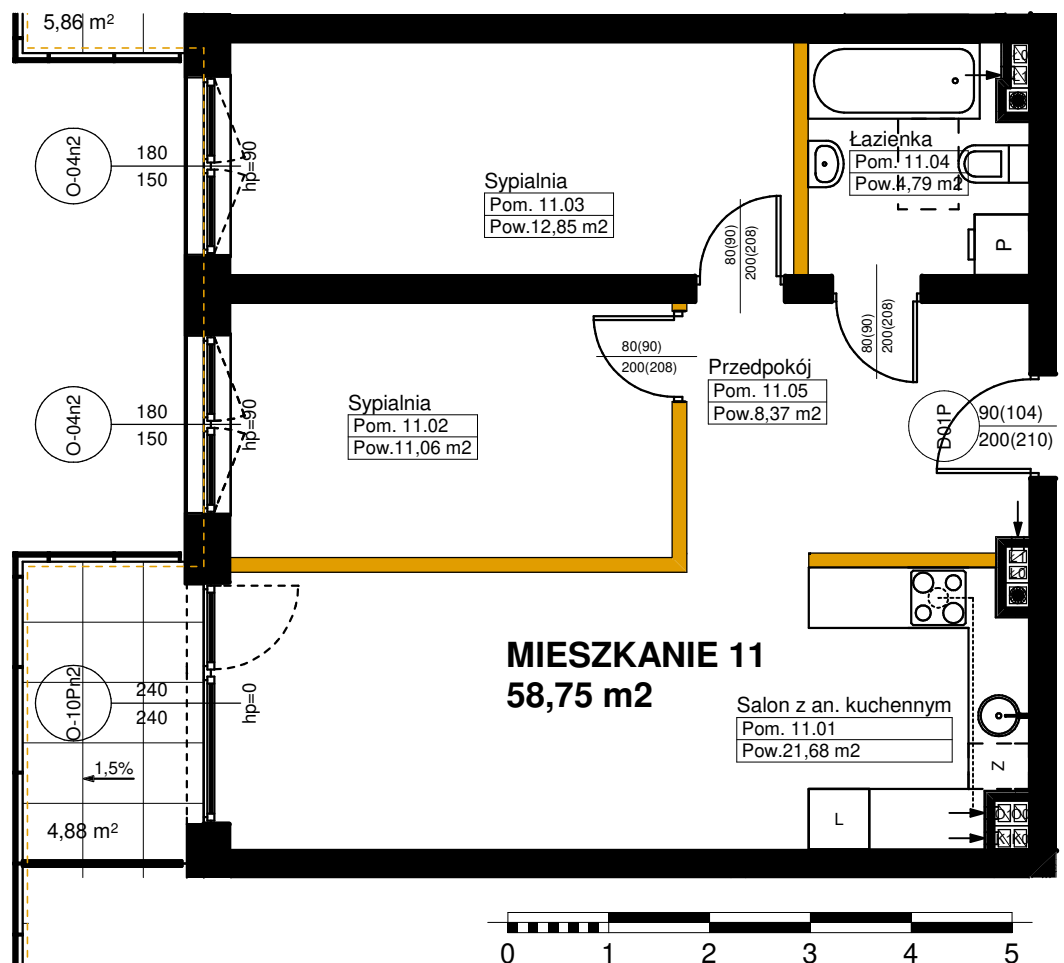 5,86 m²
O-04n2
180
150
hp=90
Sypialnia
Pom. 11.03
Pow.12,85 m2
Łazienka
Pom. 11.04
Pow.4,79 m2
P
80(90)
200(208)
80(90)
200(208)
80(90)
200(208)
O-04n2
180
150
hp=90
Sypialnia
Pom. 11.02
Pow.11,06 m2
Przedpokój
Pom. 11.05
Pow.8,37 m2
D01P
90(104)
200(210)
MIESZKANIE 11
58,75 m2
O-10Pn2
240
240
hp=0
Salon z an. kuchennym
Pom. 11.01
Pow.21,68 m2
Z
1,5%
4,88 m²
L
0 1 2 3 4 5